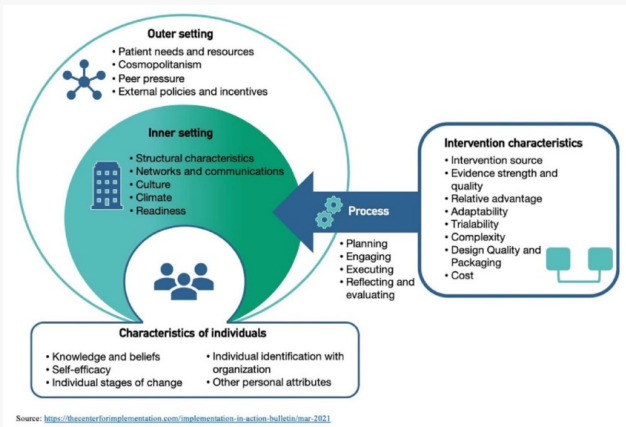 Outer setting
• Patient needs and resources
• Cosmopolitanism
• Peer pressure
• External policies and incentives
Inner setting
• Structural characteristics
• Networks and communications
• Culture
• Climate
• Readiness
Process
• Planning
• Engaging
• Executing
• Reflecting and
evaluating
Intervention characteristics
• Intervention source
• Evidence strength and
quality
• Relative advantage
• Adaptability
• Trialability
• Complexity
• Design Quality and
Packaging
• Cost
Characteristics of individuals
• Knowledge and beliefs
• Self-efficacy
• Individual stages of change
• Individual identification with
organization
• Other personal attributes
Source: https://thecenterforimplementation.com/implementation-in-action-bulletin/mar-2021